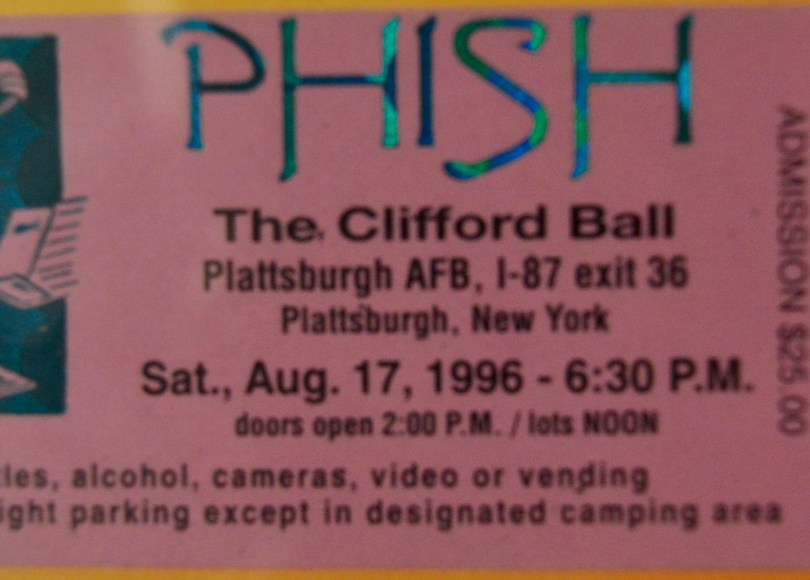 PHISH
The Clifford Ball
Plattsburgh AFB, I-87 exit 36
Plattsburgh, New York
Sat., Aug. 17, 1996 - 6:30 P.M.
doors open 2:00 P.M. / lots NOON
alcohol, cameras, video or vending
parking except in designated camping area
ADMISSION $25.00